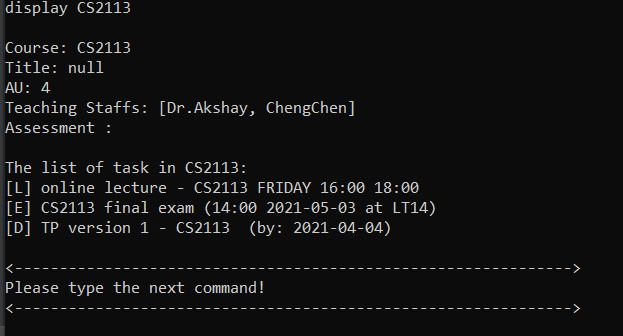 display CS2113
Course: CS2113
Title: null
AU: 4
Teaching Staffs: [Dr.Akshay, ChengChen]
Assessment :
The list of task in CS2113:
[L] online lecture - CS2113 FRIDAY 16:00 18:00
[E] CS2113 final exam (14:00 2021-05-03 at LT14)
[D] TP version 1 - CS2113  (by: 2021-04-04)
<--------------------------------------------------------------->
Please type the next command!
<--------------------------------------------------------------->